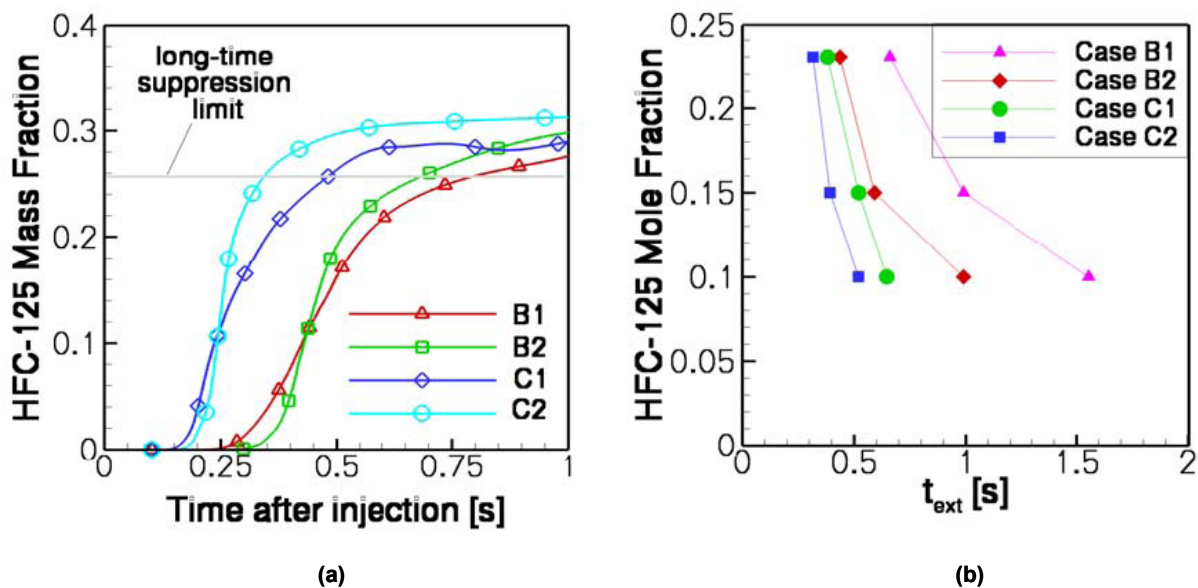 HFC-125 Mass Fraction
0.4
0.3
0.2
0.1
0
long-time
suppression
limit
B1
B2
C1
C2
0
0.25
0.5
0.75
1
Time after injection [s]
(a)
HFC-125 Mole Fraction
0.25
0.2
0.15
0.1
0.05
0
Case B1
Case B2
Case C1
Case C2
0
0.5
1
1.5
2
t_ext [s]
(b)